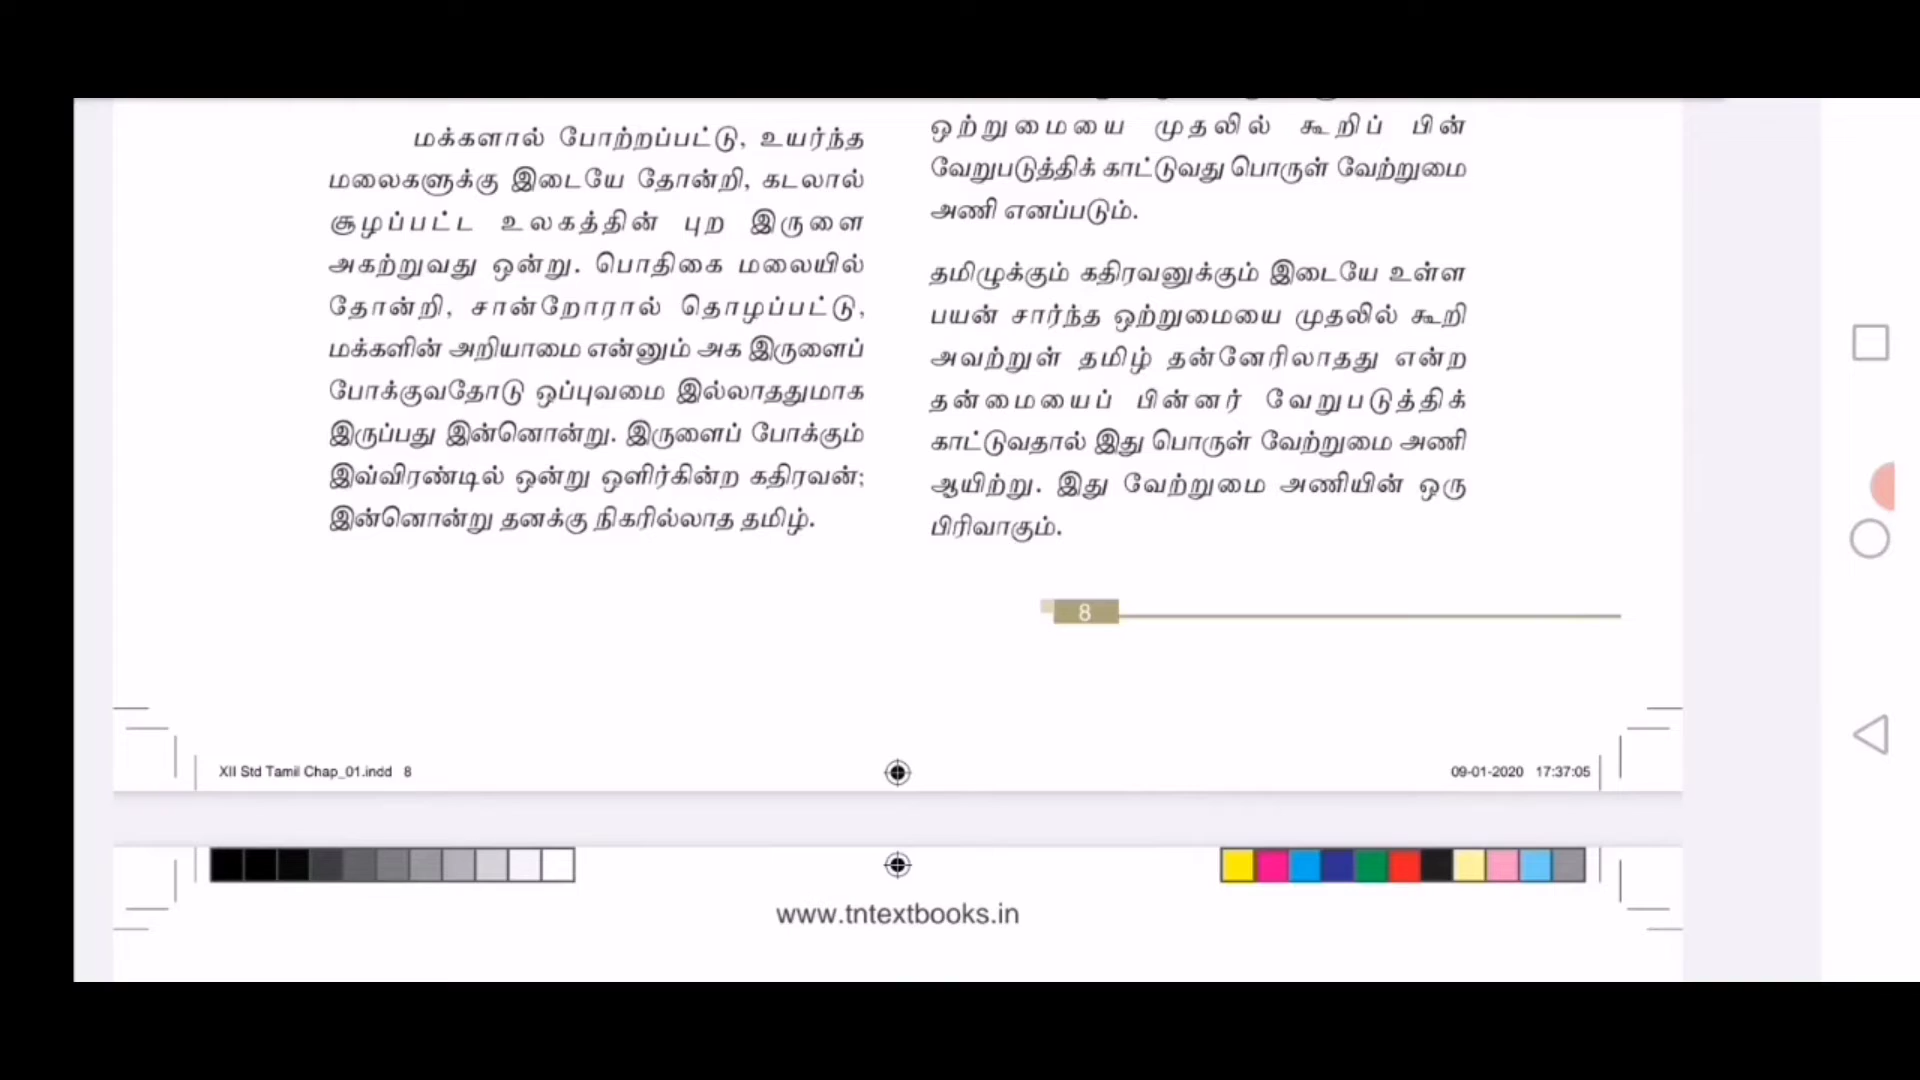 மக்களால் போற்றப்பட்டு, உயர்ந்த
மலைகளுக்கு இடையே தோன்றி, கடலால்
சூழப்பட்ட உலகத்தின் புற இருளை
அகற்றுவது ஒன்று. பொதிகை மலையில்
தோன்றி, சான்றோரால் தொழப்பட்டு,
மக்களின் அறியாமை என்னும் அக இருளைப்
போக்குவதோடு ஒப்புவமை இல்லாததுமாக
இருப்பது இன்னொன்று. இருளைப் போக்கும்
இவ்விரண்டில் ஒன்று ஒளிர்கின்ற கதிரவன்;
இன்னொன்று தனக்கு நிகரில்லாத தமிழ்.
ஒற்றுமையை முதலில் கூறிப் பின்
வேறுபடுத்திக் காட்டுவது பொருள் வேற்றுமை
அணி எனப்படும்.
தமிழுக்கும் கதிரவனுக்கும் இடையே உள்ள
பயன் சார்ந்த ஒற்றுமையை முதலில் கூறி
அவற்றுள் தமிழ் தன்னேரிலாதது என்ற
தன்மையைப் பின்னர் வேறுபடுத்திக்
காட்டுவதால் இது பொருள் வேற்றுமை அணி
ஆயிற்று. இது வேற்றுமை அணியின் ஒரு
பிரிவாகும்.
8
XII Std Tamil Chap_01.indd 8
09-01-2020 17:37:05
www.tntextbooks.in